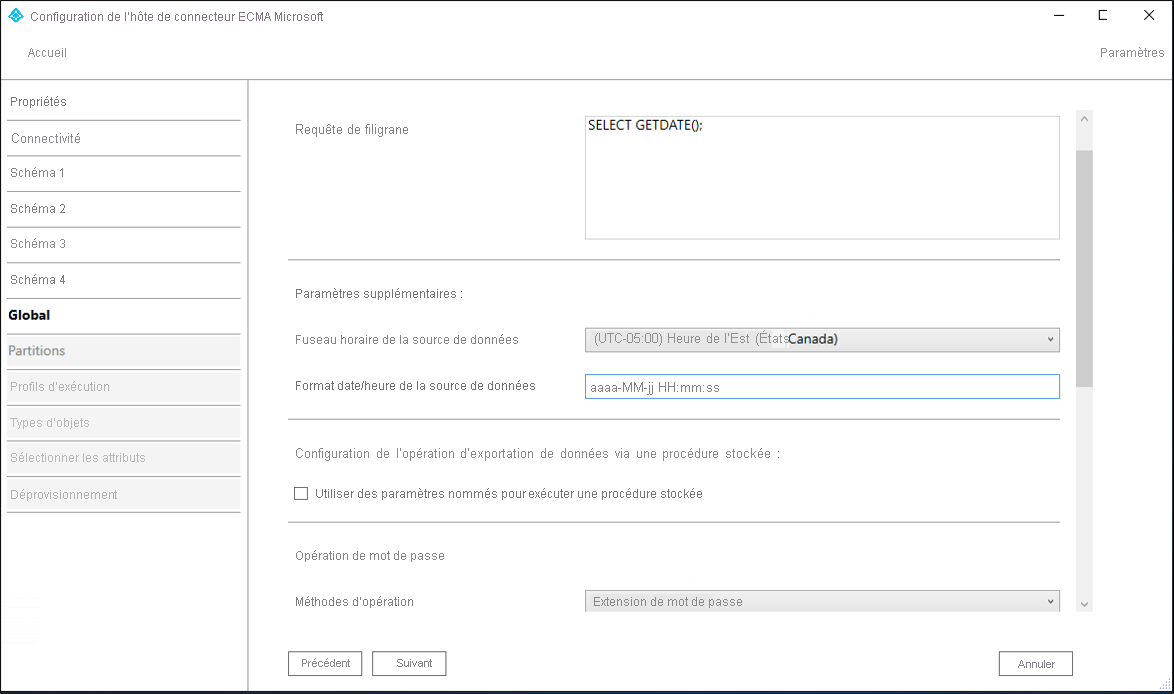 Configuration de l'hôte de connecteur ECMA Microsoft
Accueil
Paramètres
Propriétés
Connectivité
Schéma 1
Schéma 2
Schéma 3
Schéma 4
Global
Partitions
Profils d'exécution
Types d'objets
Sélectionner les attributs
Déprovisionnement
Requête de filigrane
SELECT GETDATE();
Paramètres supplémentaires :
Fuseau horaire de la source de données
(UTC-05:00) Heure de l'Est (États Canada)
Format date/heure de la source de données
aaaa-MM-jj HH:mm:ss
Configuration de l'opération d'exportation de données via une procédure stockée :
Utiliser des paramètres nommés pour exécuter une procédure stockée
Opération de mot de passe
Méthodes d'opération
Extension de mot de passe
Précédent
Suivant
Annuler